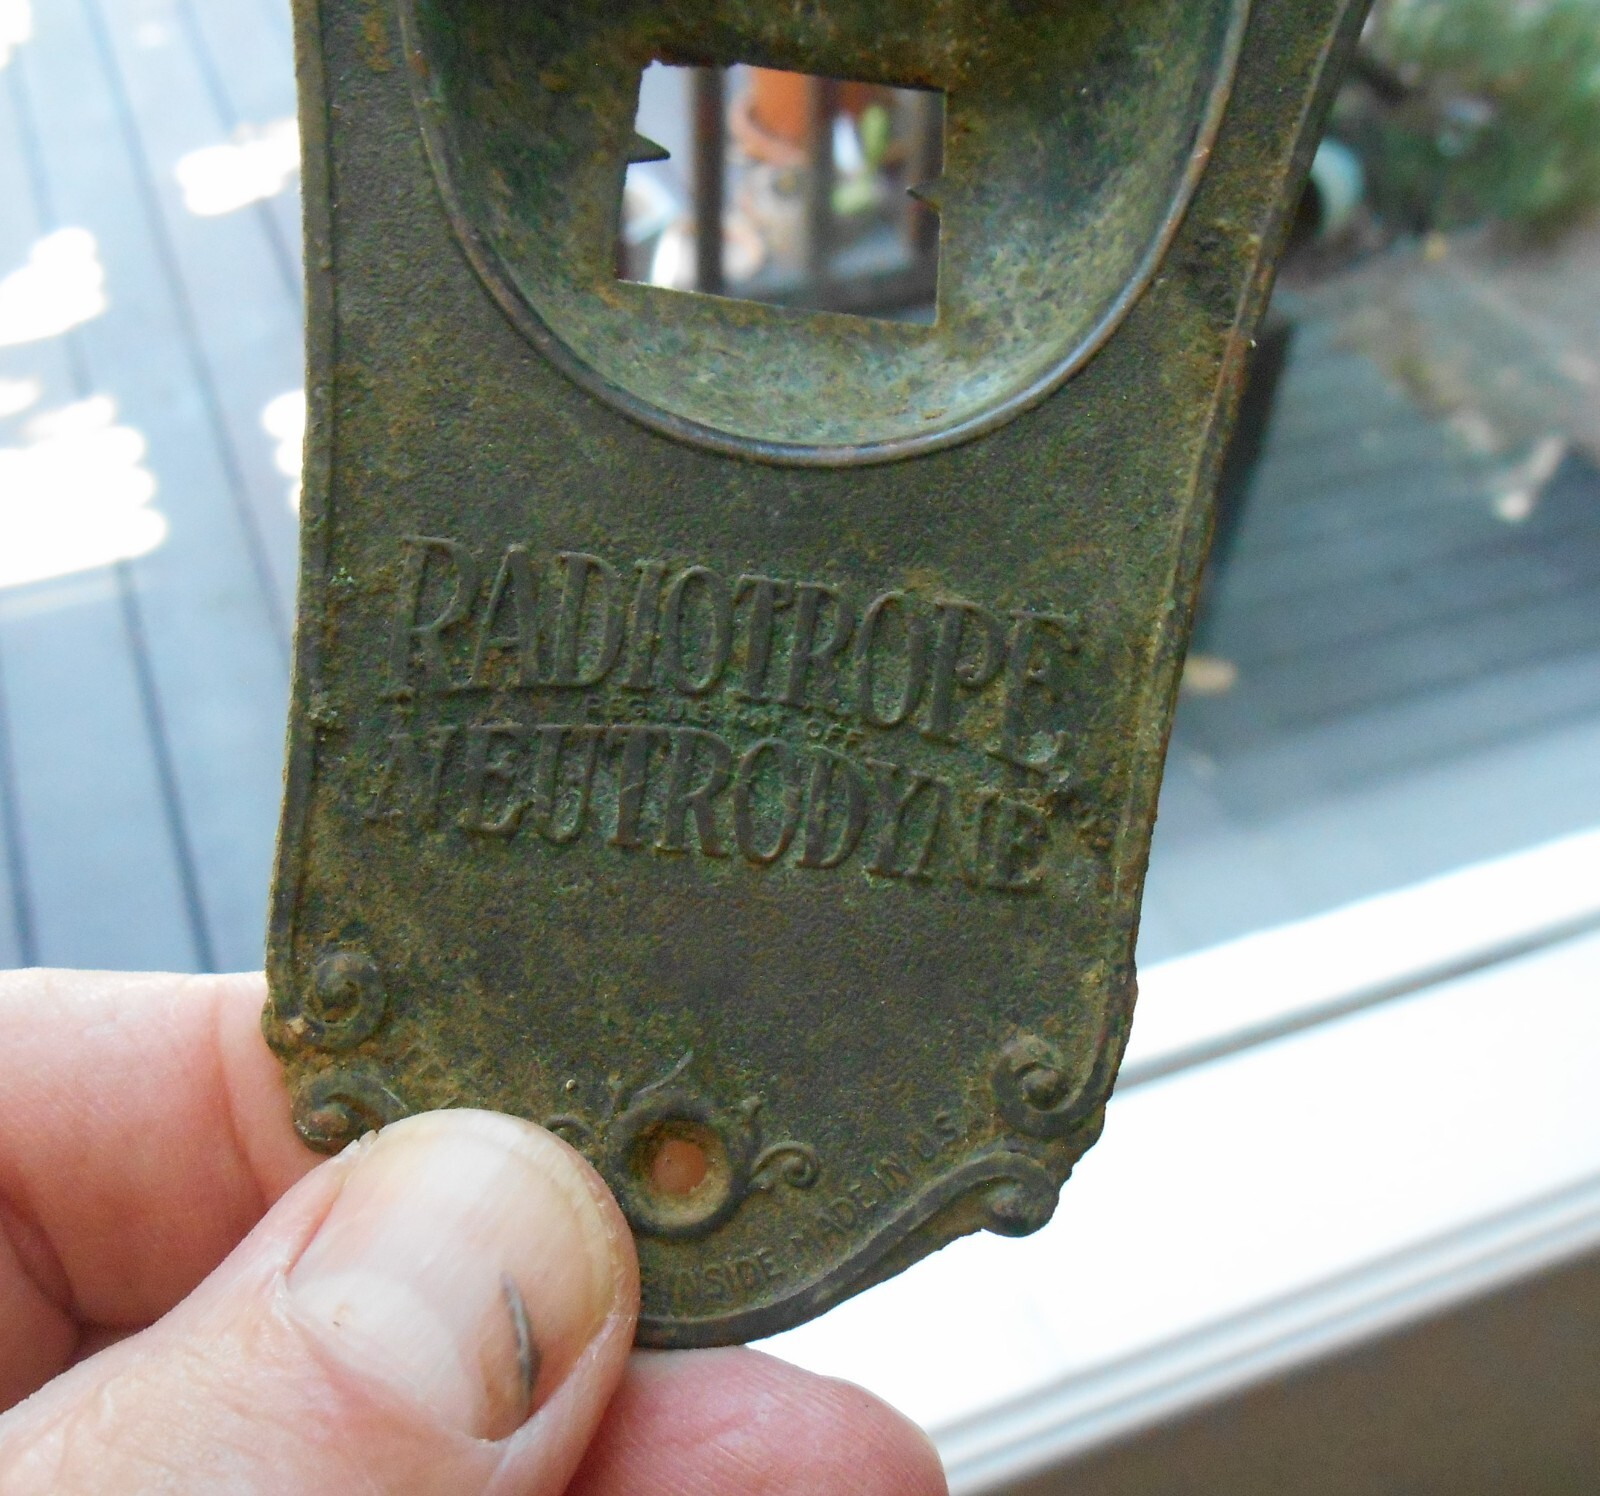 RADIOTROPE
REG. U.S. PAT. OFF.
NEUTRODYNE
INSIDE. MADE IN U.S.